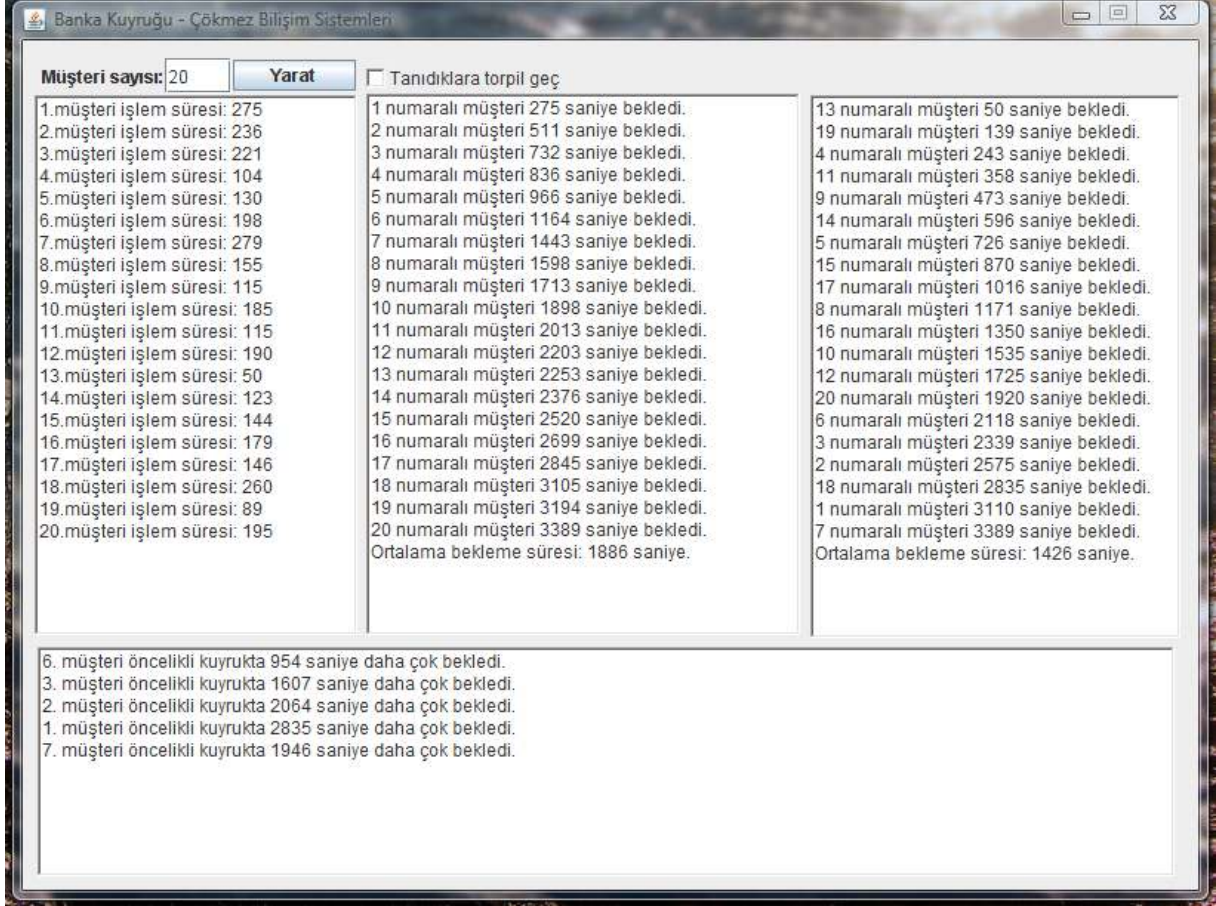 Banka Kuyruğu - Çökmez Bilişim Sistemleri
Müşteri sayısı: 20 Yarat Tanıdıklara torpil geç
1.müşteri işlem süresi: 275
2.müşteri işlem süresi: 236
3.müşteri işlem süresi: 221
4.müşteri işlem süresi: 104
5.müşteri işlem süresi: 130
6.müşteri işlem süresi: 198
7.müşteri işlem süresi: 279
8.müşteri işlem süresi: 155
9.müşteri işlem süresi: 115
10.müşteri işlem süresi: 185
11.müşteri işlem süresi: 115
12.müşteri işlem süresi: 190
13.müşteri işlem süresi: 50
14.müşteri işlem süresi: 123
15.müşteri işlem süresi: 144
16.müşteri işlem süresi: 179
17.müşteri işlem süresi: 146
18.müşteri işlem süresi: 260
19.müşteri işlem süresi: 89
20.müşteri işlem süresi: 195
1 numaralı müşteri 275 saniye bekledi.
2 numaralı müşteri 511 saniye bekledi.
3 numaralı müşteri 732 saniye bekledi.
4 numaralı müşteri 836 saniye bekledi.
5 numaralı müşteri 966 saniye bekledi.
6 numaralı müşteri 1164 saniye bekledi.
7 numaralı müşteri 1443 saniye bekledi.
8 numaralı müşteri 1598 saniye bekledi.
9 numaralı müşteri 1713 saniye bekledi.
10 numaralı müşteri 1898 saniye bekledi.
11 numaralı müşteri 2013 saniye bekledi.
12 numaralı müşteri 2203 saniye bekledi.
13 numaralı müşteri 2253 saniye bekledi.
14 numaralı müşteri 2376 saniye bekledi.
15 numaralı müşteri 2520 saniye bekledi.
16 numaralı müşteri 2699 saniye bekledi.
17 numaralı müşteri 2845 saniye bekledi.
18 numaralı müşteri 3105 saniye bekledi.
19 numaralı müşteri 3194 saniye bekledi.
20 numaralı müşteri 3389 saniye bekledi.
Ortalama bekleme süresi: 1886 saniye.
13 numaralı müşteri 50 saniye bekledi.
19 numaralı müşteri 139 saniye bekledi.
4 numaralı müşteri 243 saniye bekledi.
11 numaralı müşteri 358 saniye bekledi.
9 numaralı müşteri 473 saniye bekledi.
14 numaralı müşteri 596 saniye bekledi.
5 numaralı müşteri 726 saniye bekledi.
15 numaralı müşteri 870 saniye bekledi.
17 numaralı müşteri 1016 saniye bekledi.
8 numaralı müşteri 1171 saniye bekledi.
16 numaralı müşteri 1350 saniye bekledi.
10 numaralı müşteri 1535 saniye bekledi.
12 numaralı müşteri 1725 saniye bekledi.
20 numaralı müşteri 1920 saniye bekledi.
6 numaralı müşteri 2118 saniye bekledi.
3 numaralı müşteri 2339 saniye bekledi.
2 numaralı müşteri 2575 saniye bekledi.
18 numaralı müşteri 2835 saniye bekledi.
1 numaralı müşteri 3110 saniye bekledi.
7 numaralı müşteri 3389 saniye bekledi.
Ortalama bekleme süresi: 1426 saniye.
6. müşteri öncelikli kuyrukta 954 saniye daha çok bekledi.
3. müşteri öncelikli kuyrukta 1607 saniye daha çok bekledi.
2. müşteri öncelikli kuyrukta 2064 saniye daha çok bekledi.
1. müşteri öncelikli kuyrukta 2835 saniye daha çok bekledi.
7. müşteri öncelikli kuyrukta 1946 saniye daha çok bekledi.